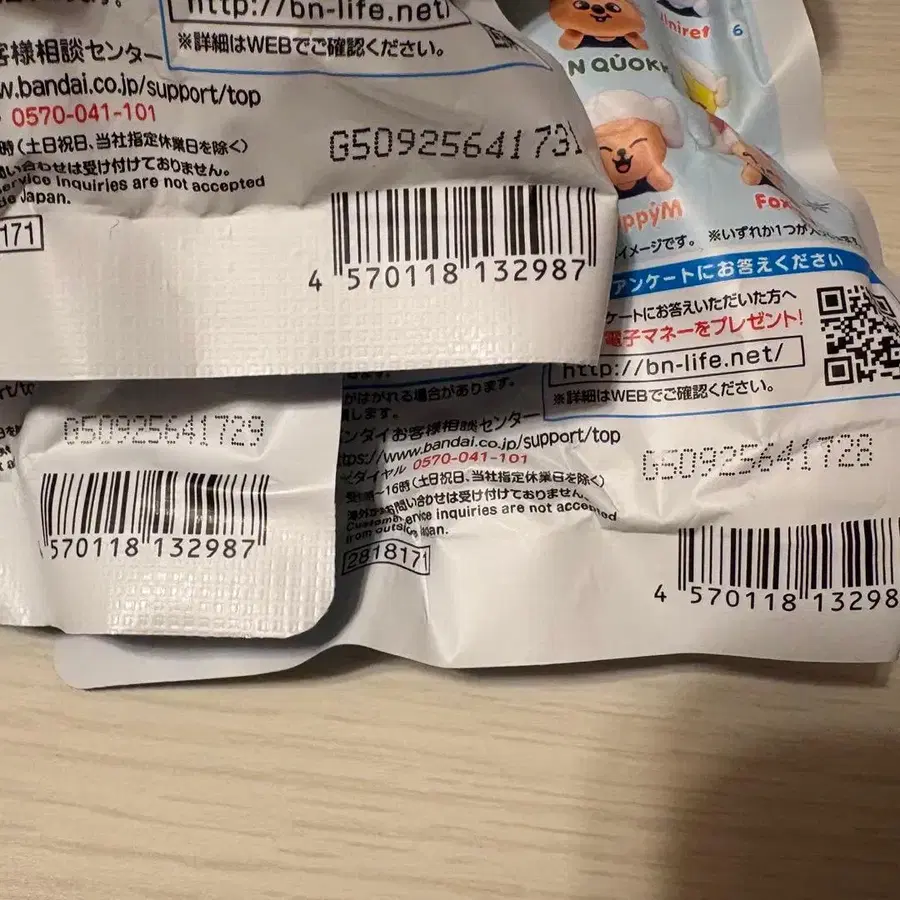 http://bn-life.net/
※詳細はWEBでご確認ください。
客様相談センター
w.bandai.co.jp/support/top
0570-041-101
時(土日祝日、当社指定休業日を除く)
い合わせは受け付けておりません。
ervice inquiries are not accepted
Japan.
171
G50925641731
4 570118 132987
N QUOKK
6
ppyM
Fox
イメージです。 ※いずれか1つが入
アンケートにお答えください
ケートにお答えいただいた方へ
電子マネーをプレゼント!
http://bn-life.net/
※詳細はWEBでご確認ください。
がはがれる場合があります。
します。
ンダイお客様相談センター
ttps://www.bandai.co.jp/support/top
ダイヤル 0570-041-101
～16時(土日祝日、当社指定休業日を除く)
お問い合わせは受け付けておりません。
Customer service inquiries are not accepted
from outside Japan.
2818171
G50925641728
4 570118 13298
G50925641729
4 570118 132987